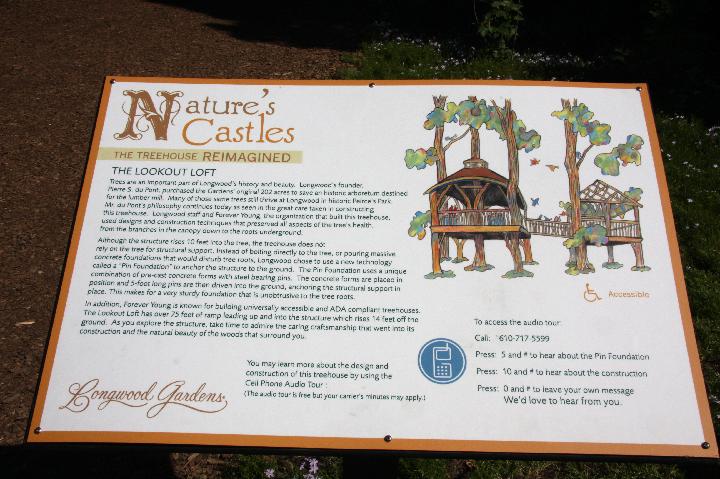 Nature's
Castles
THE TREEHOUSE REIMAGINED
THE LOOKOUT LOFT
Trees are an important part of Longwood's history and beauty. Longwood's founder,
Pierre S. du Pont, purchased the Gardens' original 202 acres to save an historic arboretum destined
for the lumber mill. Many of those same trees still thrive at Longwood in historic Peirce's Park.
Mr. du Pont's philosophy continues today as seen in the great care taken in constructing
this treehouse. Longwood staff and Forever Young, the organization that built this treehouse,
used designs and construction techniques that preserved all aspects of the tree's health,
from the branches in the canopy down to the roots underground.
Although the structure rises 10 feet into the tree, the treehouse does not
rely on the tree for structural support. Instead of bolting directly to the tree, or pouring massive
concrete foundations that would disturb tree roots, Longwood chose to use a new technology
called a "Pin Foundation" to anchor the structure to the ground. The Pin Foundation uses a unique
combination of pre-cast concrete forms with steel bearing pins. The concrete forms are placed in
position and 5-foot long pins are then driven into the ground, anchoring the structural support in
place. This makes for a very sturdy foundation that is unobtrusive to the tree roots.
In addition, Forever Young is known for building universally accessible and ADA compliant treehouses.
The Lookout Loft has over 75 feet of ramp leading up and into the structure which rises 14 feet off the
ground. As you explore the structure, take time to admire the caring craftsmanship that went into its
construction and the natural beauty of the woods that surround you.
Accessible
Longwood Gardens.
You may learn more about the design and
construction of this treehouse by using the
Cell Phone Audio Tour :
(The audio tour is free but your carrier's minutes may apply.)
To access the audio tour:
Call: 610-717-5599
Press: 5 and # to hear about the Pin Foundation
Press: 10 and # to hear about the construction
Press: 0 and # to leave your own message
We'd love to hear from you.